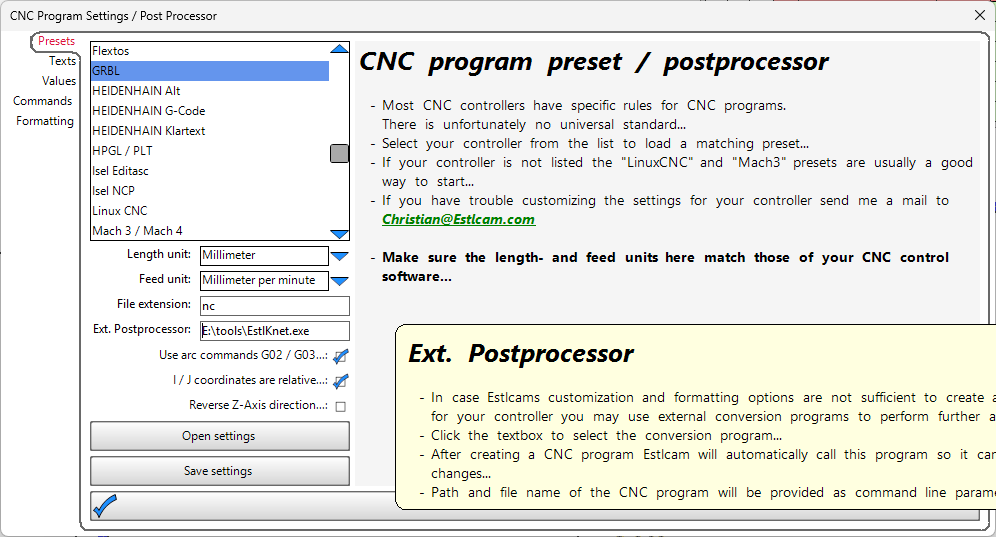 CNC Program Settings / Post Processor
Presets
Texts
Values
Commands
Formatting
Flextos
GRBL
HEIDENHAIN Alt
HEIDENHAIN G-Code
HEIDENHAIN Klartext
HPGL / PLT
Isel Editasc
Isel NCP
Linux CNC
Mach 3 / Mach 4
Length unit: Millimeter
Feed unit: Millimeter per minute
File extension: nc
Ext. Postprocessor: E:\tools\EstlKnet.exe
Use arc commands G02 / G03...:
I / J coordinates are relative...:
Reverse Z-Axis direction...:
Open settings
Save settings
CNC program preset / postprocessor
- Most CNC controllers have specific rules for CNC programs.
There is unfortunately no universal standard...
- Select your controller from the list to load a matching preset...
- If your controller is not listed the "LinuxCNC" and "Mach3" presets are usually a good
way to start...
- If you have trouble customizing the settings for your controller send me a mail to
Christian@Estlcam.com
- Make sure the length- and feed units here match those of your CNC control
software...
Ext. Postprocessor
- In case Estlcams customization and formatting options are not sufficient to create
for your controller you may use external conversion programs to perform further
- Click the textbox to select the conversion program...
- After creating a CNC program Estlcam will automatically call this program so it can
changes...
- Path and file name of the CNC program will be provided as command line